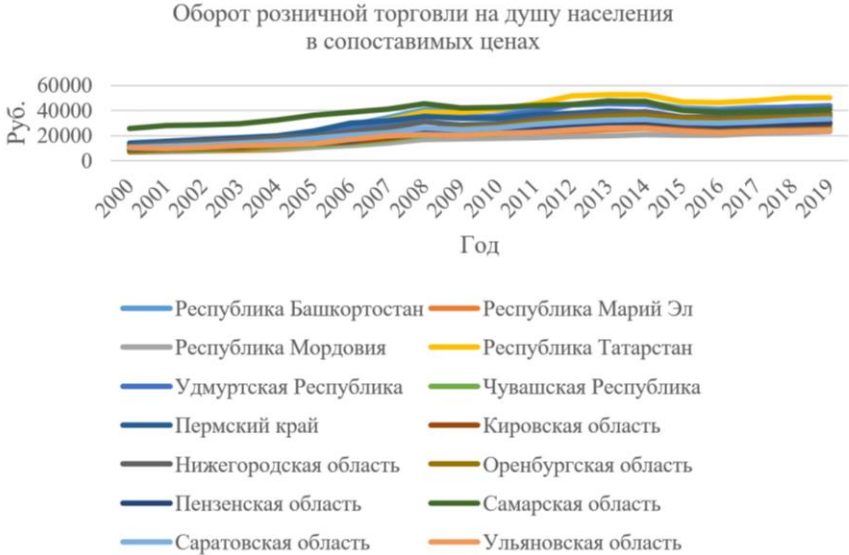 Оборот розничной торговли на душу населения
в сопоставимых ценах
Руб.
60000
40000
20000
0
2000 2001 2002 2003 2004 2005 2006 2007 2008 2009 2010 2011 2012 2013 2014 2015 2016 2017 2018 2019
Год
Республика Башкортостан Республика Марий Эл
Республика Мордовия Республика Татарстан
Удмуртская Республика Чувашская Республика
Пермский край Кировская область
Нижегородская область Оренбургская область
Пензенская область Самарская область
Саратовская область Ульяновская область